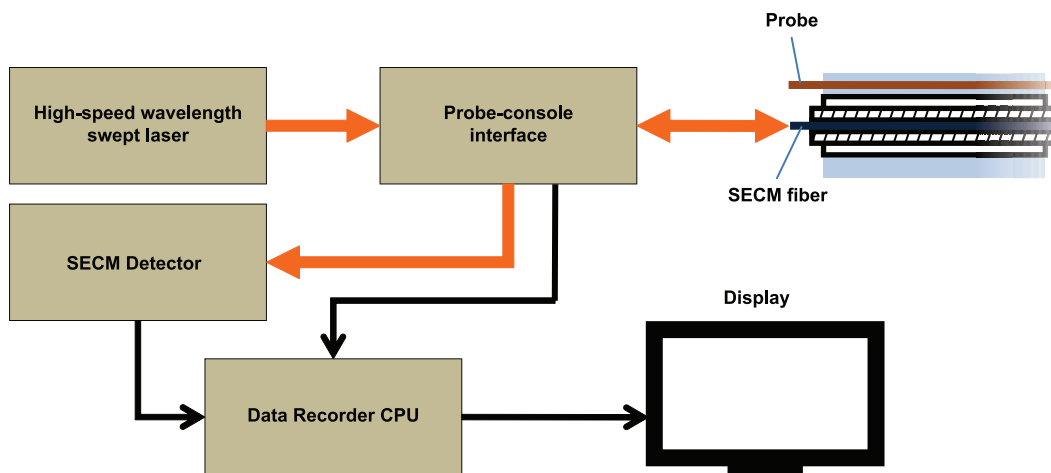 Probe
High-speed wavelength
swept laser
Probe-console
interface
SECM fiber
SECM Detector
Display
Data Recorder CPU